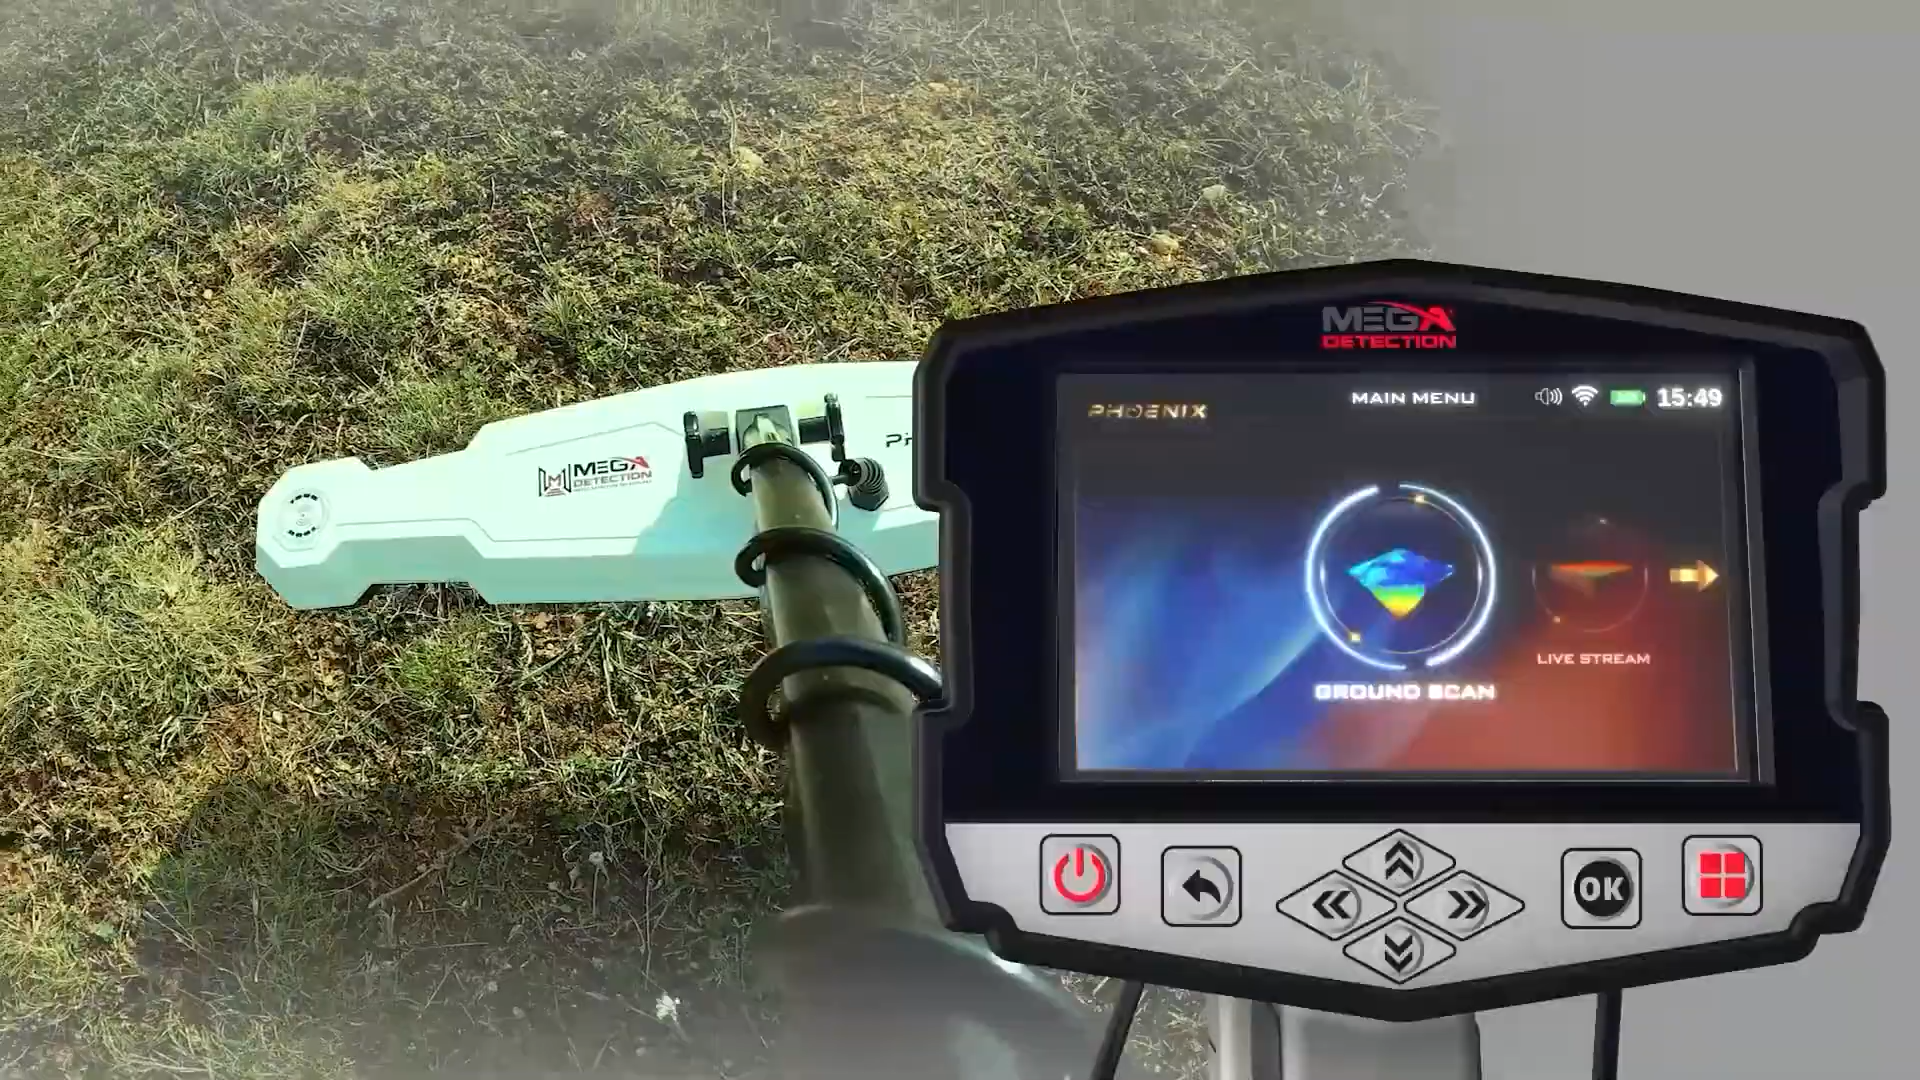 MEGA
DETECTION
PHOENIX
MAIN MENU
15:49
GROUND SCAN
LIVE STREAM
OK
MEGA
DETECTION